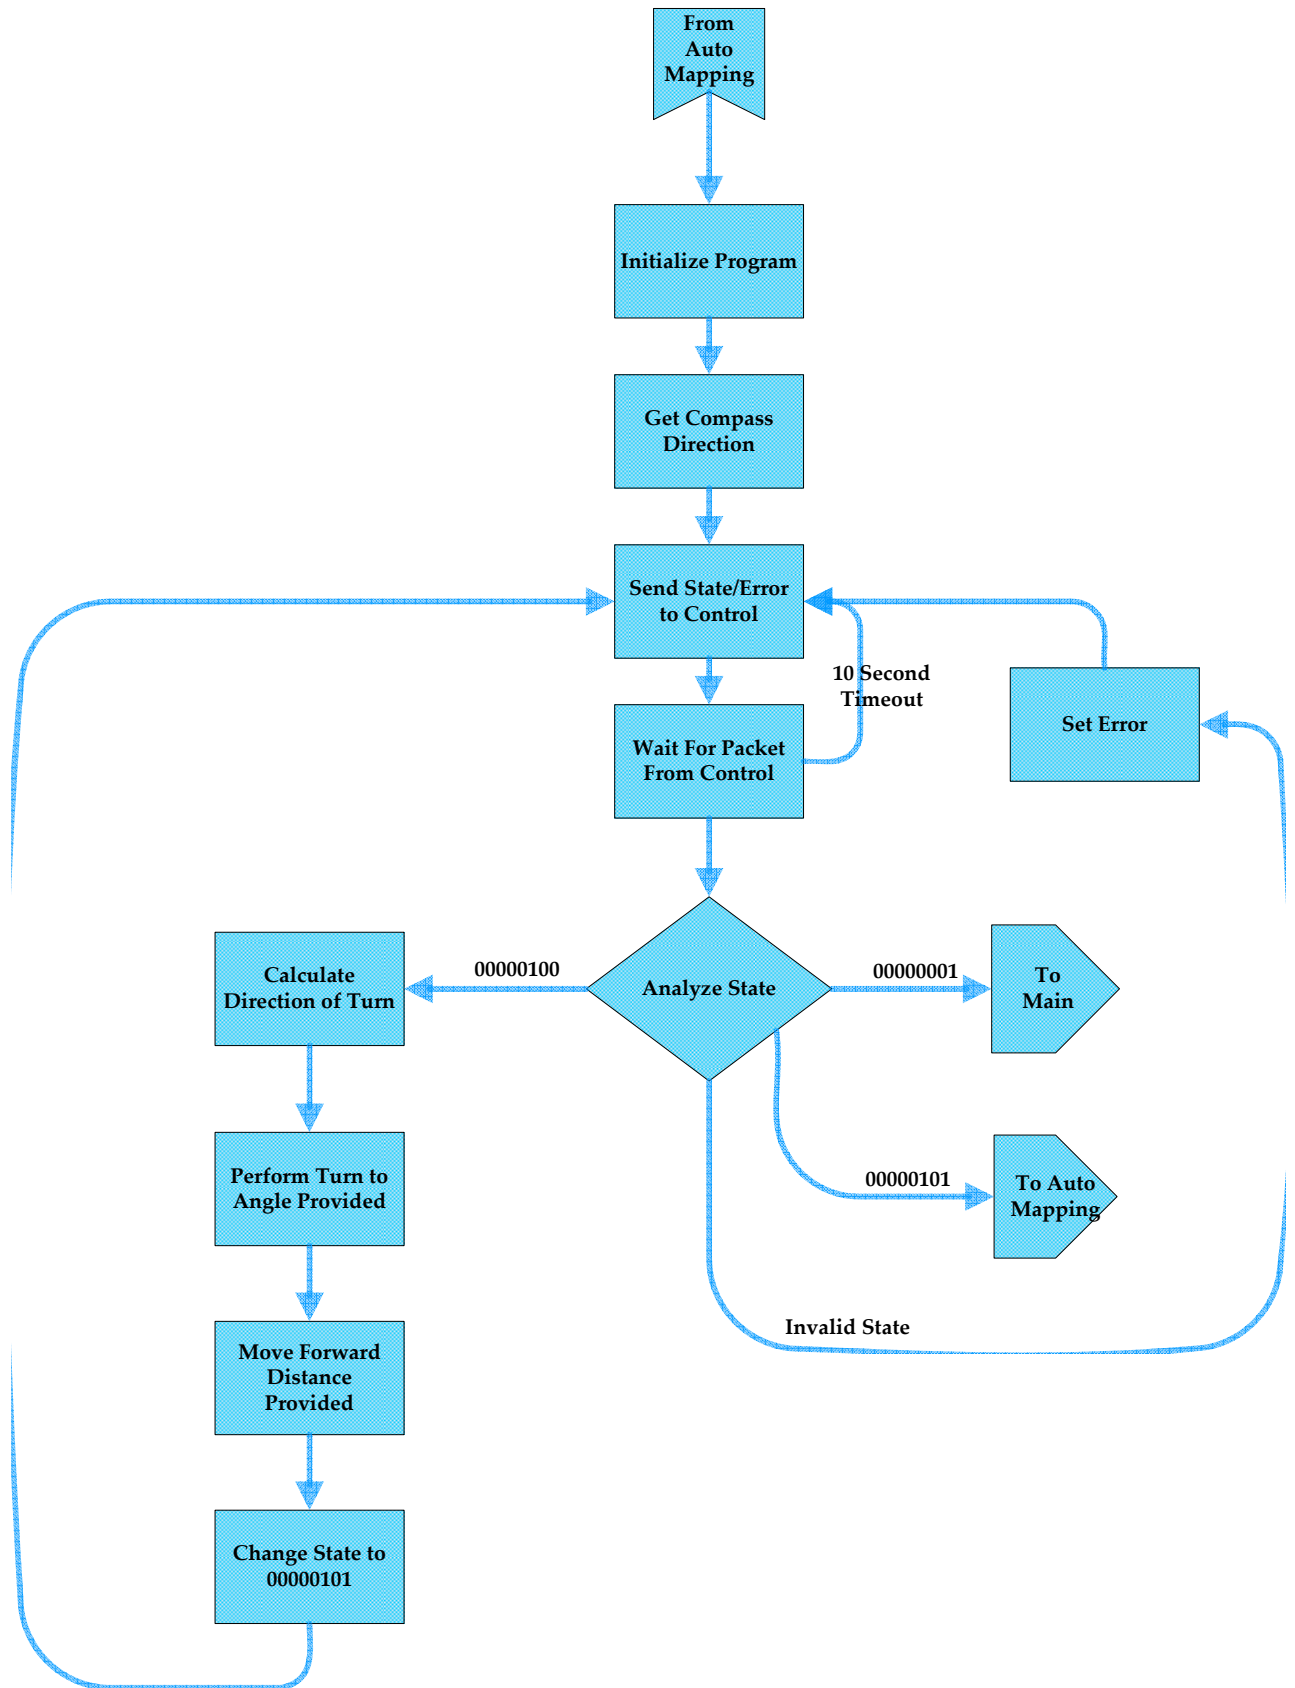 From
Auto
Mapping
Initialize Program
Get Compass
Direction
Send State/Error
to Control
10 Second
Timeout
Set Error
Wait For Packet
From Control
00000100
Analyze State
00000001
To
Main
Calculate
Direction of Turn
Perform Turn to
Angle Provided
00000101
To Auto
Mapping
Invalid State
Move Forward
Distance
Provided
Change State to
00000101